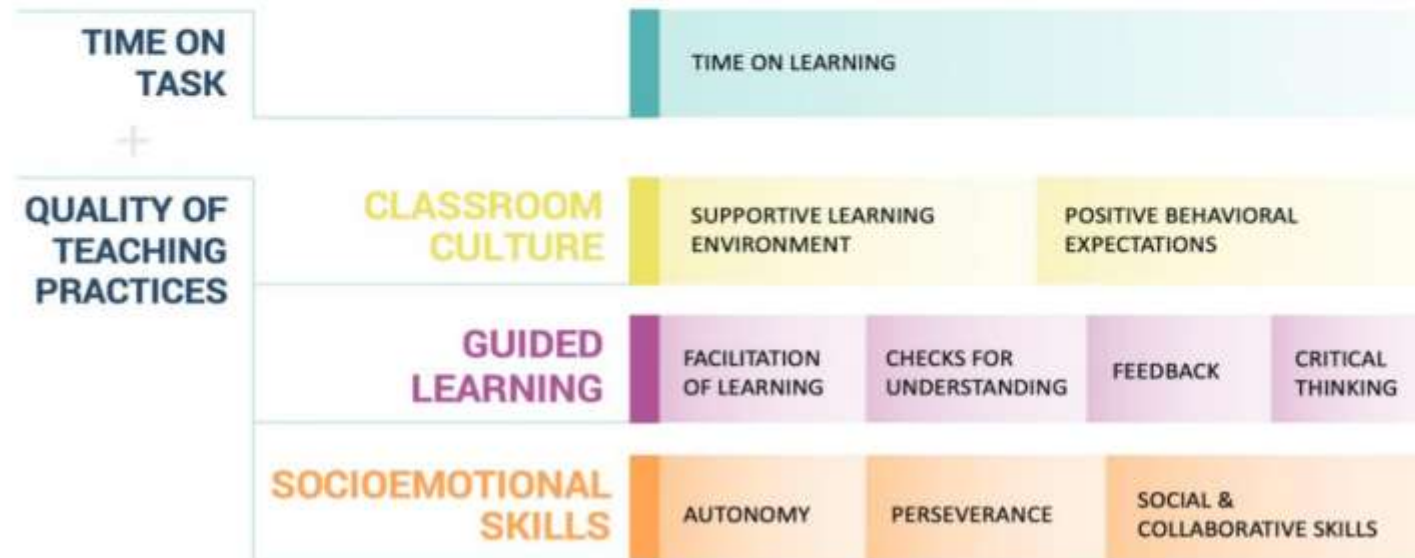 TIME ON
TASK
TIME ON LEARNING
+
QUALITY OF
TEACHING
PRACTICES
CLASSROOM
CULTURE
SUPPORTIVE LEARNING
ENVIRONMENT
POSITIVE BEHAVIORAL
EXPECTATIONS
GUIDED
LEARNING
FACILITATION
OF LEARNING
CHECKS FOR
UNDERSTANDING
FEEDBACK
CRITICAL
THINKING
SOCIOEMOTIONAL
SKILLS
AUTONOMY
PERSEVERANCE
SOCIAL &
COLLABORATIVE SKILLS